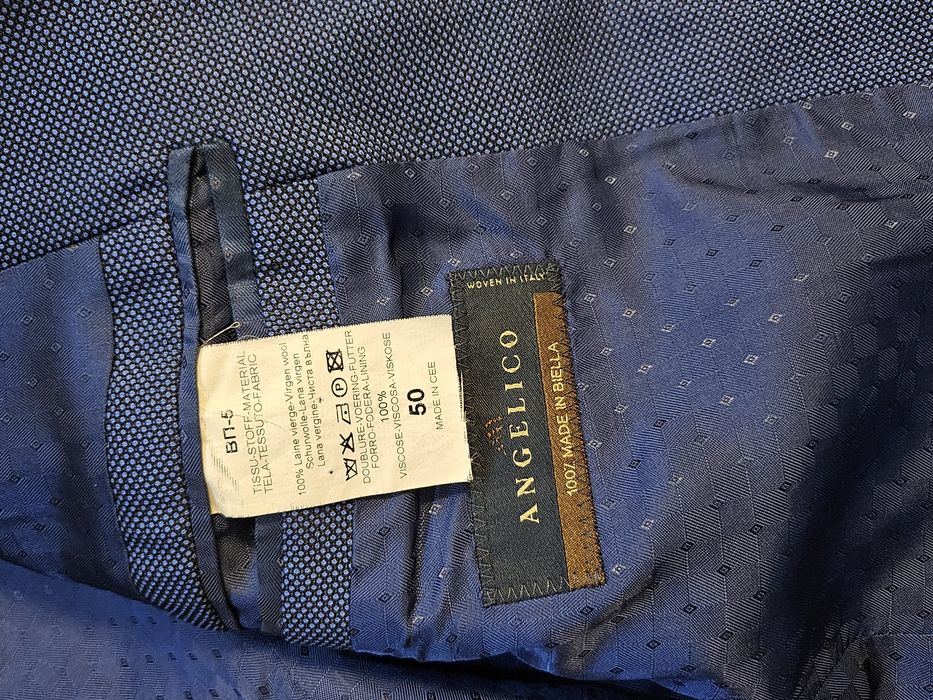 ВП-5
TISSU-STOFF-MATERIAL
TELA-TESSUTO-FABRIC
100% Laine vierge-Virgen wool
Schurwolle-Lana virgen
Lana vergine-Чиста вълна
P
DOUBLURE-VOERING-FUTTER
FORRO-FODERA-LINING
100%
VISCOSE-VISCOSA-VISKOSE
50
MADE IN CEE
WOVEN IN ITALY
ANGELICO
100% MADE IN BIELLA